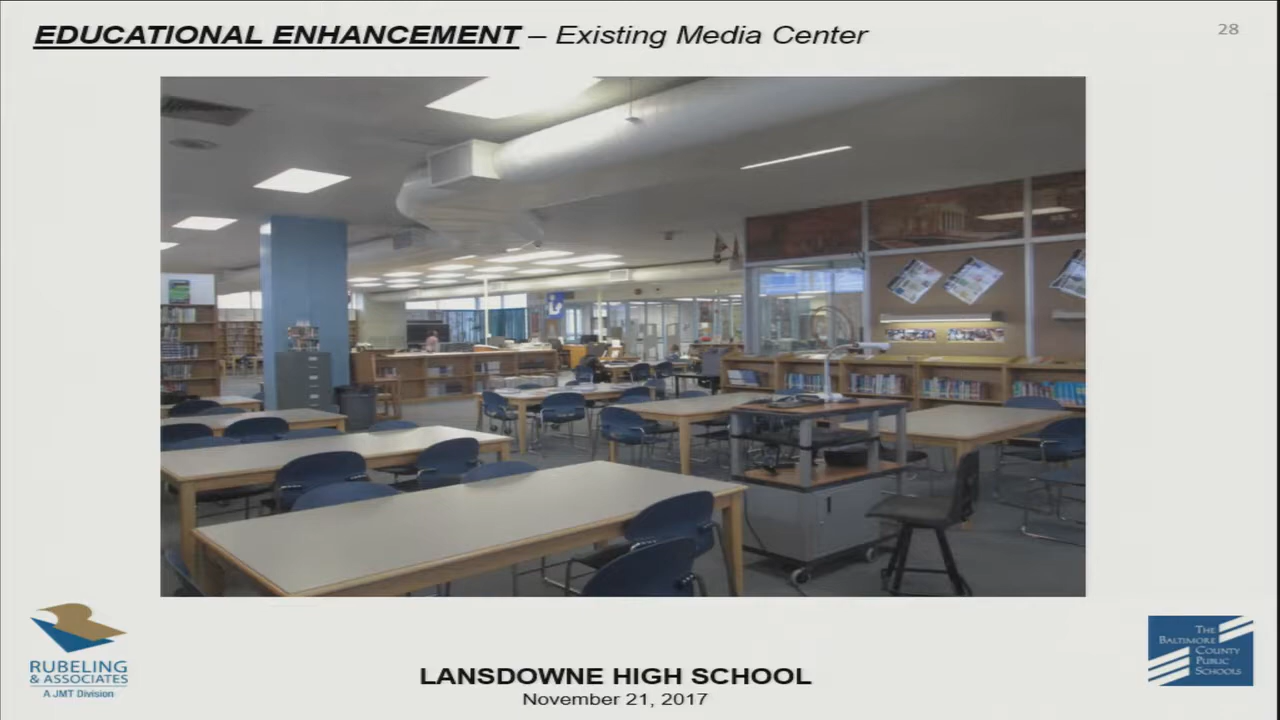 EDUCATIONAL ENHANCEMENT – Existing Media Center
28
RUBELING
& ASSOCIATES
A JMT Division
LANSDOWNE HIGH SCHOOL
November 21, 2017
THE
BALTIMORE
COUNTY
PUBLIC
SCHOOLS